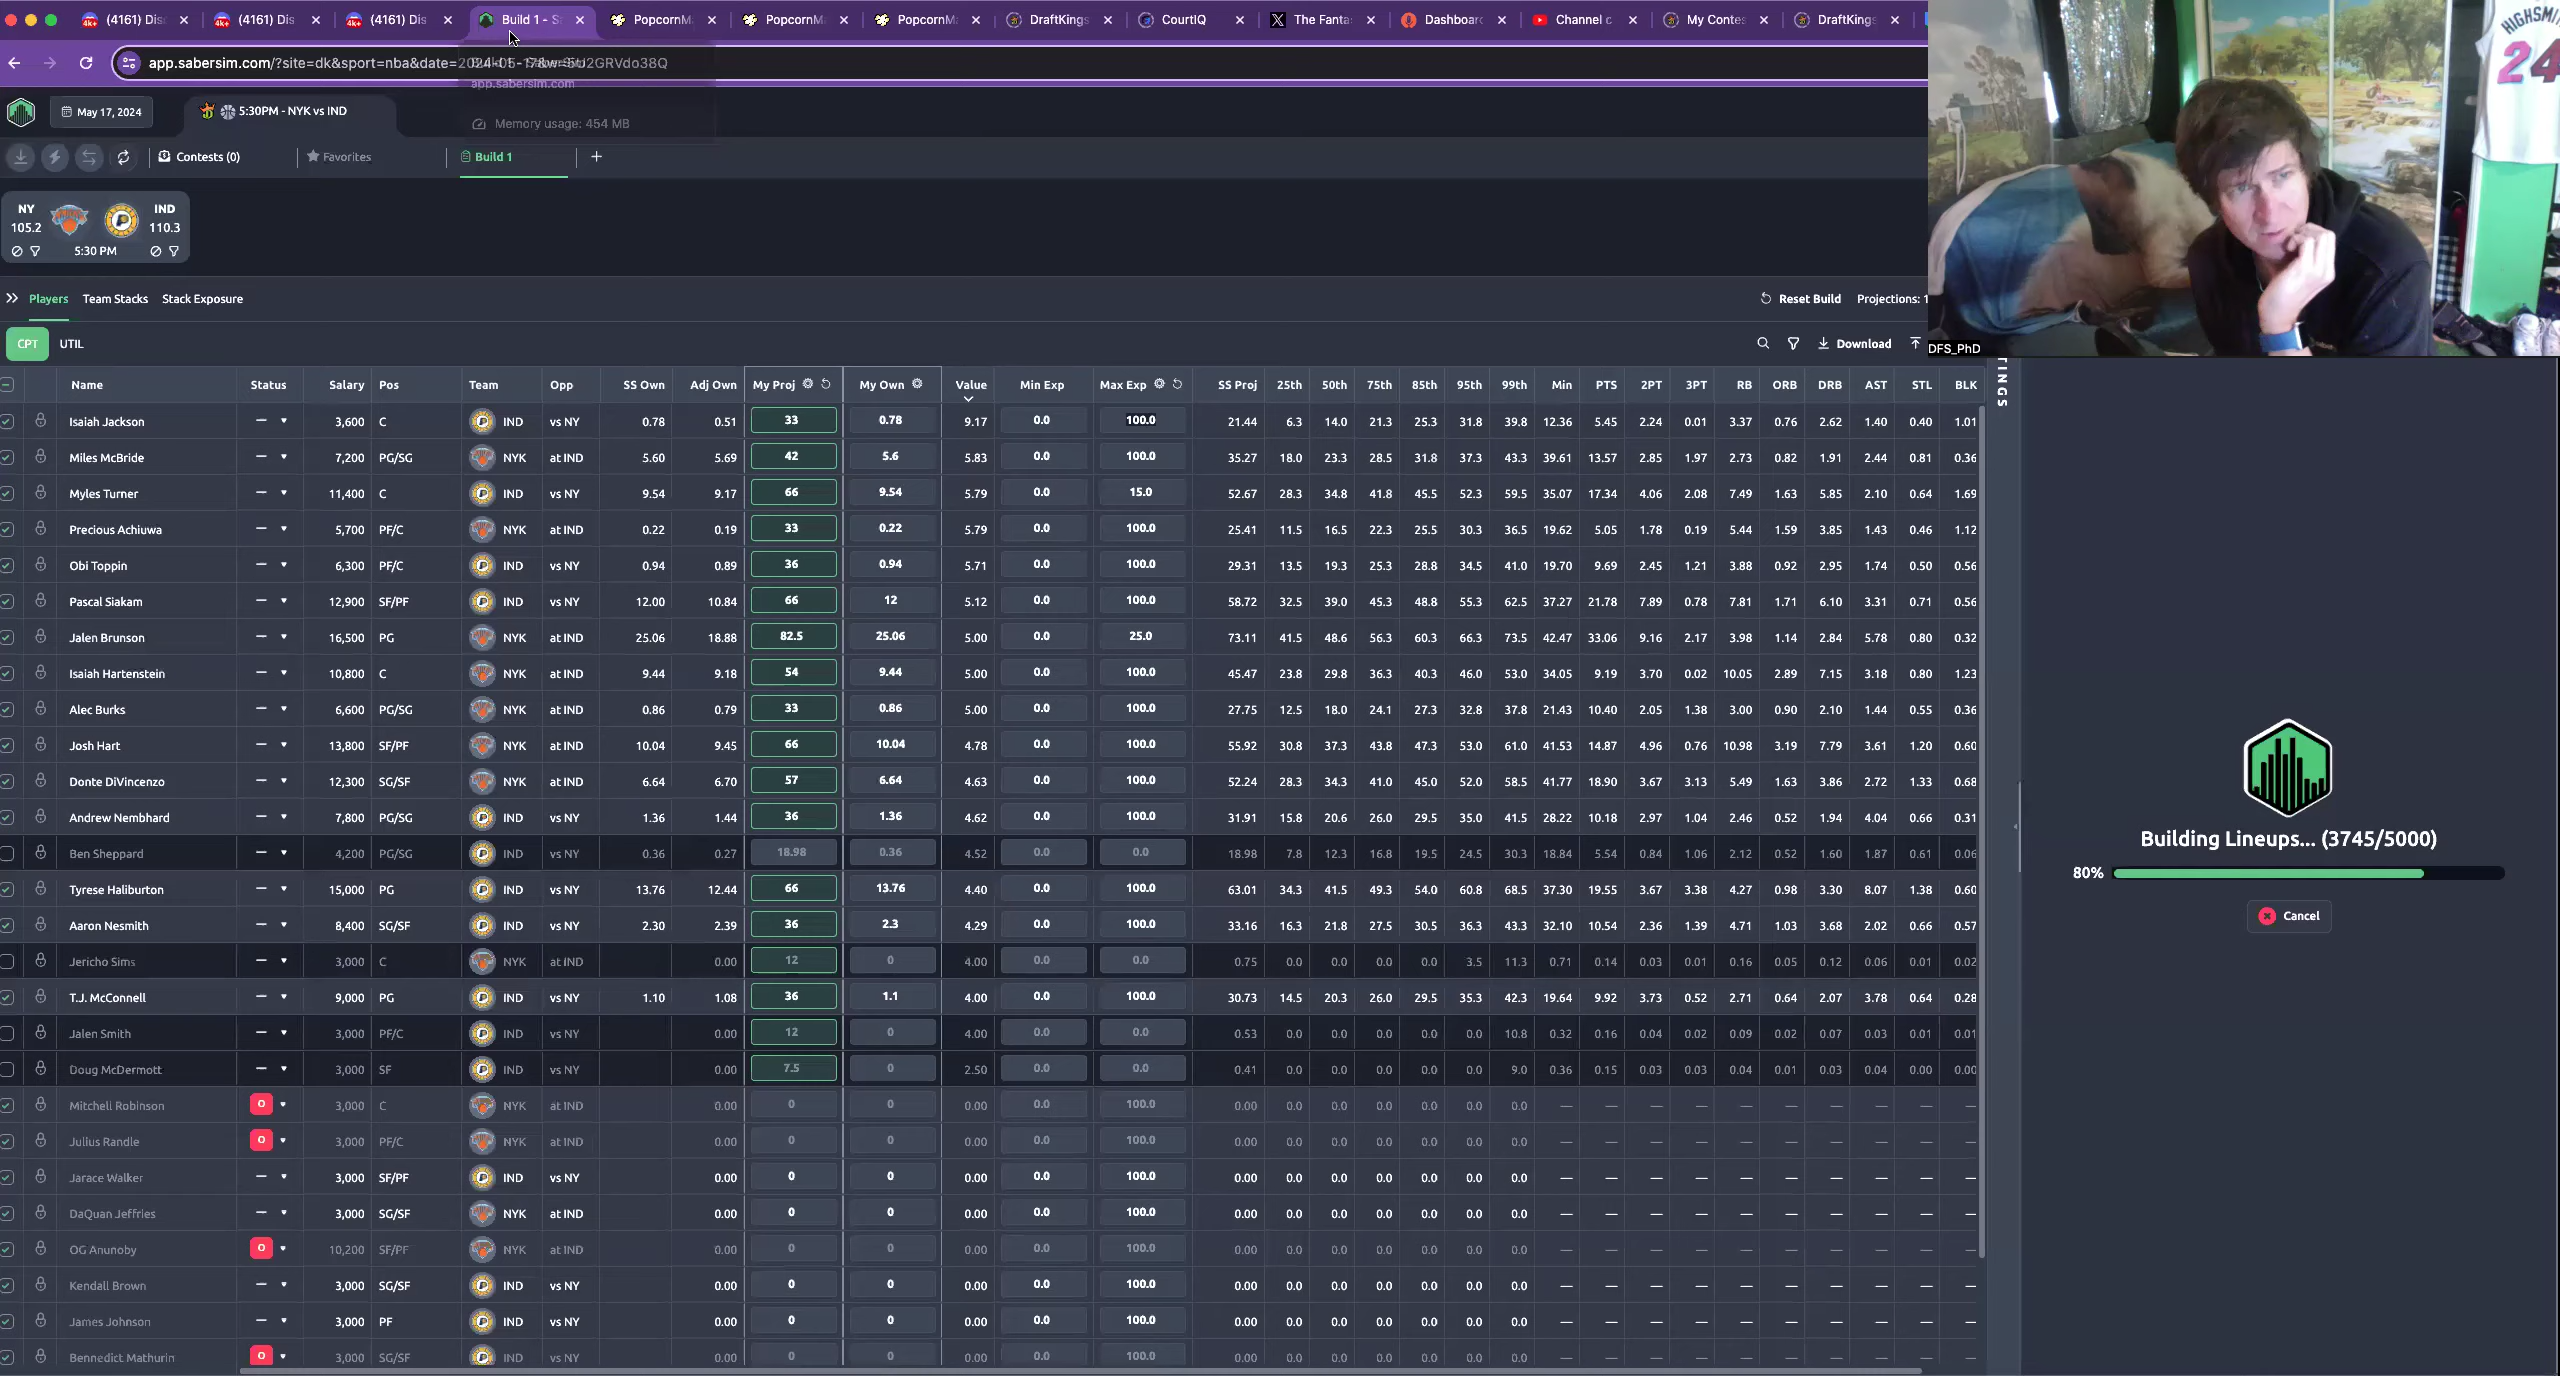 (4161) Disc
(4161) Dis
(4161) Dis
Build 1 - S
PopcornM
PopcornMa
PopcornMa
DraftKings
CourtIQ
The Fanta
Dashboard
Channel c
My Contes
DraftKings
app.sabersim.com/?site=dk&sport=nba&date=
app.sabersim.com
Memory usage: 454 MB
May 17, 2024
5:30PM - NYK vs IND
Contests (0)
Favorites
Build 1
+
NY
IND
105.2
110.3
5:30 PM
HIGHSMITH
24
DFS_PhD
Players
Team Stacks
Stack Exposure
Reset Build
Projections: 1
CPT
UTIL
Download
TINGS
Name Status Salary Pos Team Opp SS Own Adj Own My Proj My Own Value Min Exp Max Exp SS Proj 25th 50th 75th 85th 95th 99th Min PTS 2PT 3PT RB ORB DRB AST STL BLK
Isaiah Jackson — 3,600 C IND vs NY 0.78 0.51 33 0.78 9.17 0.0 100.0 21.44 6.3 14.0 21.3 25.3 31.8 39.8 12.36 5.45 2.24 0.01 3.37 0.76 2.62 1.40 0.40 1.01
Miles McBride — 7,200 PG/SG NYK at IND 5.60 5.69 42 5.6 5.83 0.0 100.0 35.27 18.0 23.3 28.5 31.8 37.3 43.3 39.61 13.57 2.85 1.97 2.73 0.82 1.91 2.44 0.81 0.36
Myles Turner — 11,400 C IND vs NY 9.54 9.17 66 9.54 5.79 0.0 15.0 52.67 28.3 34.8 41.8 45.5 52.3 59.5 35.07 17.34 4.06 2.08 7.49 1.63 5.85 2.10 0.64 1.69
Precious Achiuwa — 5,700 PF/C NYK at IND 0.22 0.19 33 0.22 5.79 0.0 100.0 25.41 11.5 16.5 22.3 25.5 30.3 36.5 19.62 5.05 1.78 0.19 5.44 1.59 3.85 1.43 0.46 1.12
Obi Toppin — 6,300 PF/C IND vs NY 0.94 0.89 36 0.94 5.71 0.0 100.0 29.31 13.5 19.3 25.3 28.8 34.5 41.0 19.70 9.69 2.45 1.21 3.88 0.92 2.95 1.74 0.50 0.56
Pascal Siakam — 12,900 SF/PF IND vs NY 12.00 10.84 66 12 5.12 0.0 100.0 58.72 32.5 39.0 45.3 48.8 55.3 62.5 37.27 21.78 7.89 0.78 7.81 1.71 6.10 3.31 0.71 0.56
Jalen Brunson — 16,500 PG NYK at IND 25.06 18.88 82.5 25.06 5.00 0.0 25.0 73.11 41.5 48.6 56.3 60.3 66.3 73.5 42.47 33.06 9.16 2.17 3.98 1.14 2.84 5.78 0.80 0.32
Isaiah Hartenstein — 10,800 C NYK at IND 9.44 9.18 54 9.44 5.00 0.0 100.0 45.47 23.8 29.8 36.3 40.3 46.0 53.0 34.05 9.19 3.70 0.02 10.05 2.89 7.15 3.18 0.80 1.23
Alec Burks — 6,600 PG/SG NYK at IND 0.86 0.79 33 0.86 5.00 0.0 100.0 27.75 12.5 18.0 24.1 27.3 32.8 37.8 21.43 10.40 2.05 1.38 3.00 0.90 2.10 1.44 0.55 0.36
Josh Hart — 13,800 SF/PF NYK at IND 10.04 9.45 66 10.04 4.78 0.0 100.0 55.92 30.8 37.3 43.8 47.3 53.0 61.0 41.53 14.87 4.96 0.76 10.98 3.19 7.79 3.61 1.20 0.60
Donte DiVincenzo — 12,300 SG/SF NYK at IND 6.64 6.70 57 6.64 4.63 0.0 100.0 52.24 28.3 34.3 41.0 45.0 52.0 58.5 41.77 18.90 3.67 3.13 5.49 1.63 3.86 2.72 1.33 0.68
Andrew Nembhard — 7,800 PG/SG IND vs NY 1.36 1.44 36 1.36 4.62 0.0 100.0 31.91 15.8 20.6 26.0 29.5 35.0 41.5 28.22 10.18 2.97 1.04 2.46 0.52 1.94 4.04 0.66 0.31
Ben Sheppard — 4,200 PG/SG IND vs NY 0.36 0.27 18.98 0.36 4.52 0.0 0.0 18.98 7.8 12.3 16.8 19.5 24.5 30.3 18.84 5.54 0.84 1.06 2.12 0.52 1.60 1.87 0.61 0.06
Tyrese Haliburton — 15,000 PG IND vs NY 13.76 12.44 66 13.76 4.40 0.0 100.0 63.01 34.3 41.5 49.3 54.0 60.8 68.5 37.30 19.55 3.67 3.38 4.27 0.98 3.30 8.07 1.38 0.60
Aaron Nesmith — 8,400 SG/SF IND vs NY 2.30 2.39 36 2.3 4.29 0.0 100.0 33.16 16.3 21.8 27.5 30.5 36.3 43.3 32.10 10.54 2.36 1.39 4.71 1.03 3.68 2.02 0.66 0.57
Jericho Sims — 3,000 C NYK at IND 0.00 12 0 4.00 0.0 0.0 0.75 0.0 0.0 0.0 0.0 3.5 11.3 0.71 0.14 0.03 0.01 0.16 0.05 0.12 0.06 0.01 0.02
T.J. McConnell — 9,000 PG IND vs NY 1.10 1.08 36 1.1 4.00 0.0 100.0 30.73 14.5 20.3 26.0 29.5 35.3 42.3 19.64 9.92 3.73 0.52 2.71 0.64 2.07 3.78 0.64 0.28
Jalen Smith — 3,000 PF/C IND vs NY 0.00 12 0 4.00 0.0 0.0 0.53 0.0 0.0 0.0 0.0 0.0 10.8 0.32 0.16 0.04 0.02 0.09 0.02 0.07 0.03 0.01 0.01
Doug McDermott — 3,000 SF IND vs NY 0.00 7.5 0 2.50 0.0 0.0 0.41 0.0 0.0 0.0 0.0 0.0 9.0 0.36 0.15 0.03 0.03 0.04 0.01 0.03 0.04 0.00 0.00
Mitchell Robinson O 3,000 C NYK at IND 0.00 0 0 0.00 0.0 100.0 0.00 0.0 0.0 0.0 0.0 0.0 0.0 — — — — — — — — — —
Julius Randle O 3,000 PF/C NYK at IND 0.00 0 0 0.00 0.0 100.0 0.00 0.0 0.0 0.0 0.0 0.0 0.0 — — — — — — — — — —
Jarace Walker — 3,000 SF/PF IND vs NY 0.00 0 0 0.00 0.0 100.0 0.00 0.0 0.0 0.0 0.0 0.0 0.0 — — — — — — — — — —
DaQuan Jeffries — 3,000 SG/SF NYK at IND 0.00 0 0 0.00 0.0 100.0 0.00 0.0 0.0 0.0 0.0 0.0 0.0 — — — — — — — — — —
OG Anunoby O 10,200 SF/PF NYK at IND 0.00 0 0 0.00 0.0 100.0 0.00 0.0 0.0 0.0 0.0 0.0 0.0 — — — — — — — — — —
Kendall Brown — 3,000 SG/SF IND vs NY 0.00 0 0 0.00 0.0 100.0 0.00 0.0 0.0 0.0 0.0 0.0 0.0 — — — — — — — — — —
James Johnson — 3,000 PF IND vs NY 0.00 0 0 0.00 0.0 100.0 0.00 0.0 0.0 0.0 0.0 0.0 0.0 — — — — — — — — — —
Bennedict Mathurin O 3,000 SG/SF IND vs NY 0.00 0 0 0.00 0.0 100.0 0.00 0.0 0.0 0.0 0.0 0.0 0.0 — — — — — — — — — —
Building Lineups... (3745/5000)
80%
Cancel